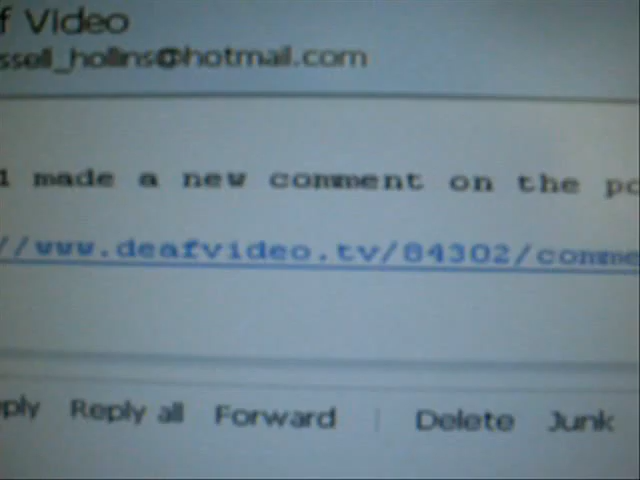 f Video
ssell_hollins@hotmail.com
1 made a new comment on the po
//www.deafvideo.tv/84302/comme
ply Reply all Forward | Delete Junk